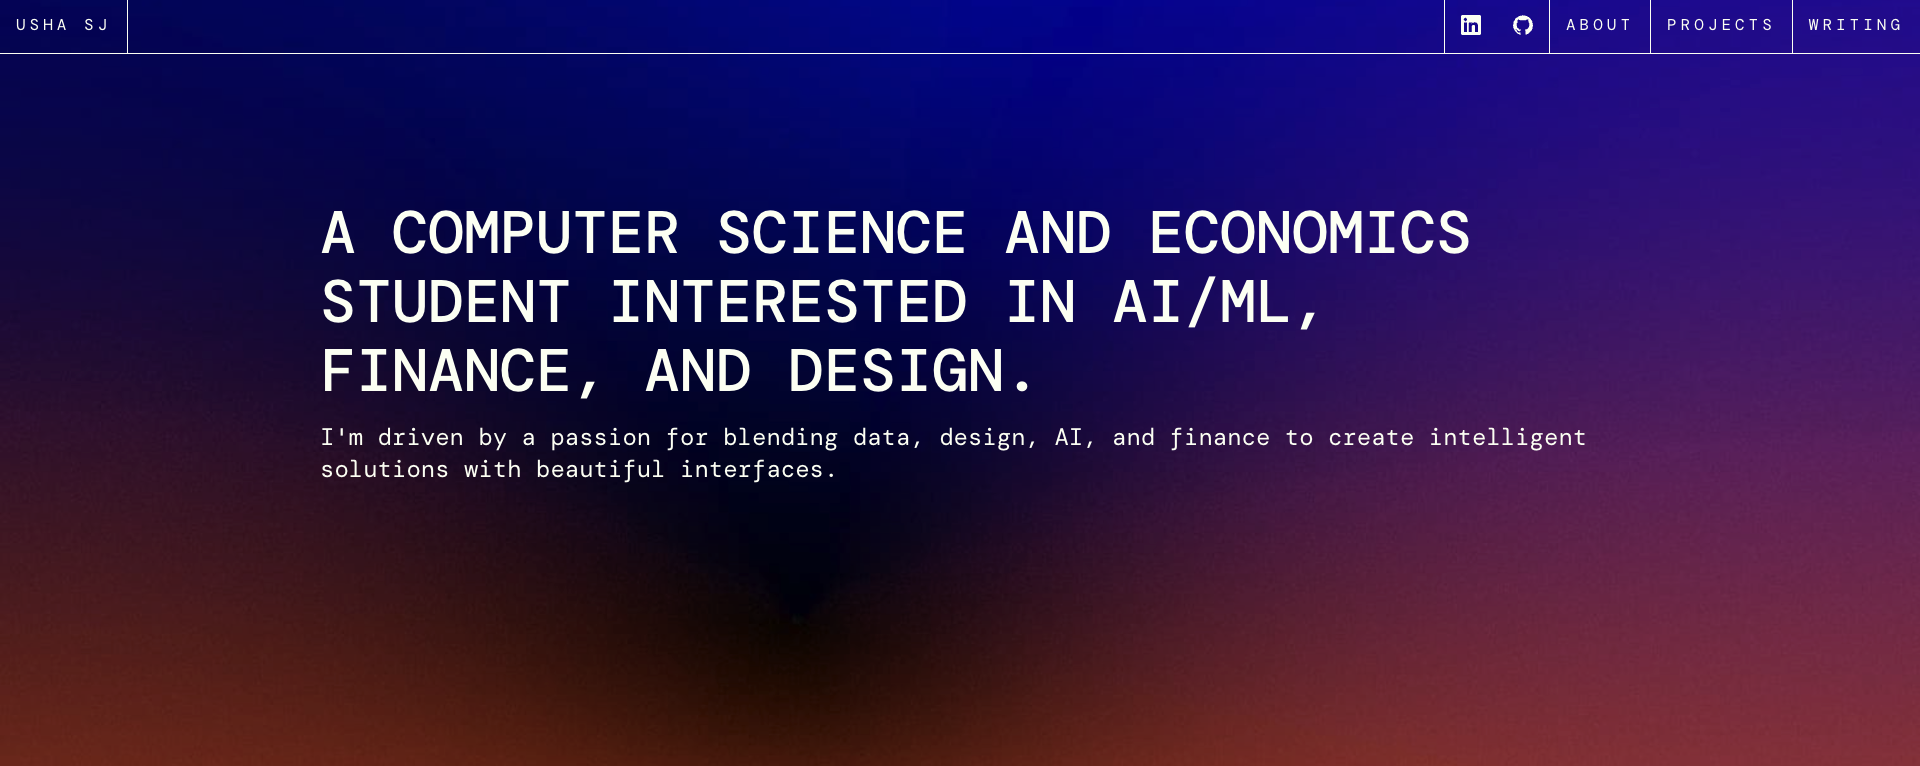 USHA SJ
in
ABOUT
PROJECTS
WRITING
A COMPUTER SCIENCE AND ECONOMICS
STUDENT INTERESTED IN AI/ML,
FINANCE, AND DESIGN.
I'm driven by a passion for blending data, design, AI, and finance to create intelligent
solutions with beautiful interfaces.